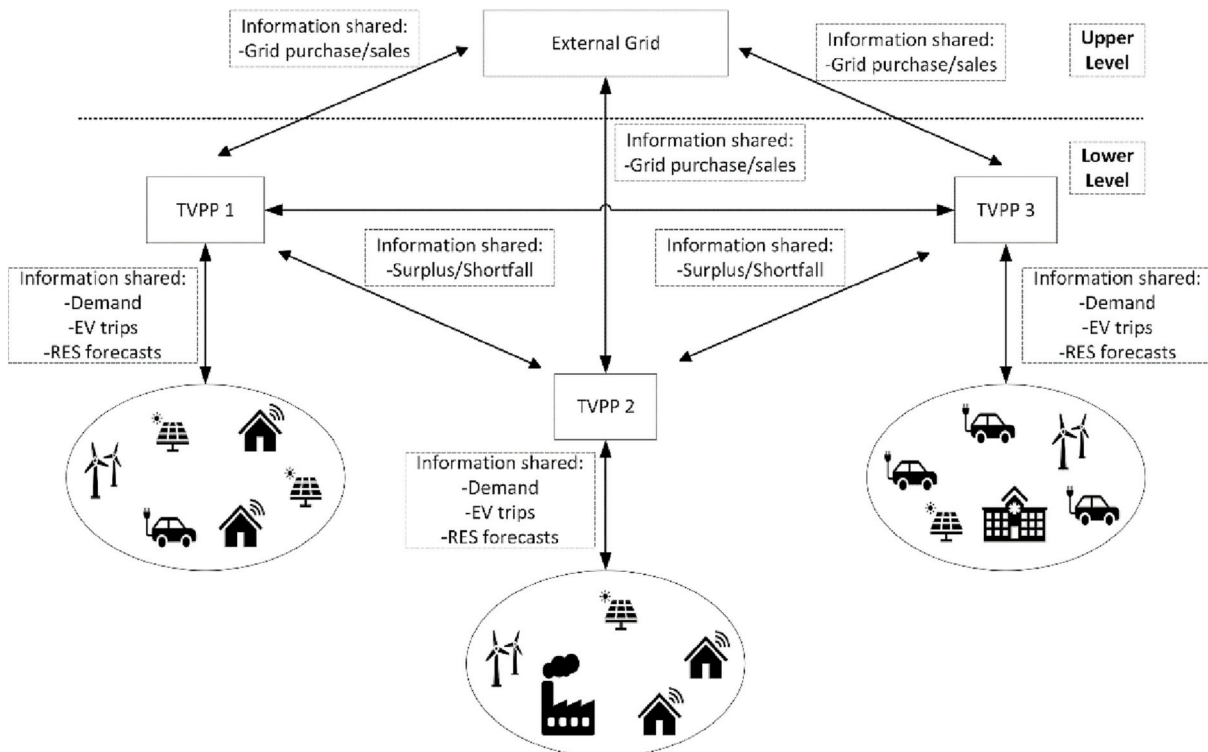 Information shared:
-Grid purchase/sales
External Grid
Information shared:
-Grid purchase/sales
Upper
Level
Information shared:
-Grid purchase/sales
Lower
Level
TVPP 1
TVPP 3
Information shared:
-Surplus/Shortfall
Information shared:
-Surplus/Shortfall
Information shared:
-Demand
-EV trips
-RES forecasts
Information shared:
-Demand
-EV trips
-RES forecasts
TVPP 2
Information shared:
-Demand
-EV trips
-RES forecasts